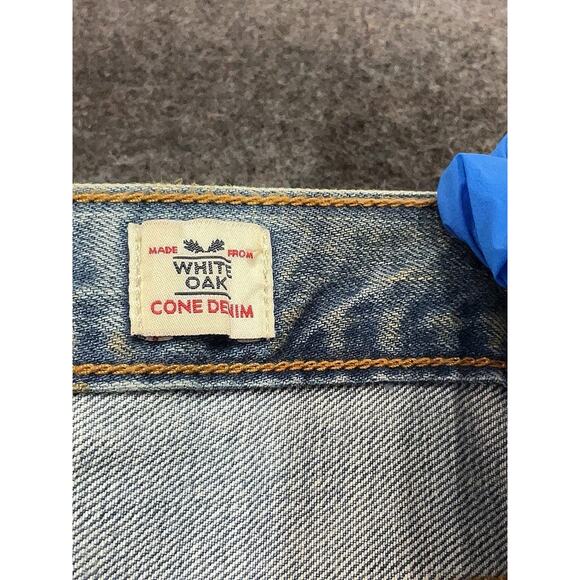 MADE FROM
WHITE
OAK
CONE DENIM